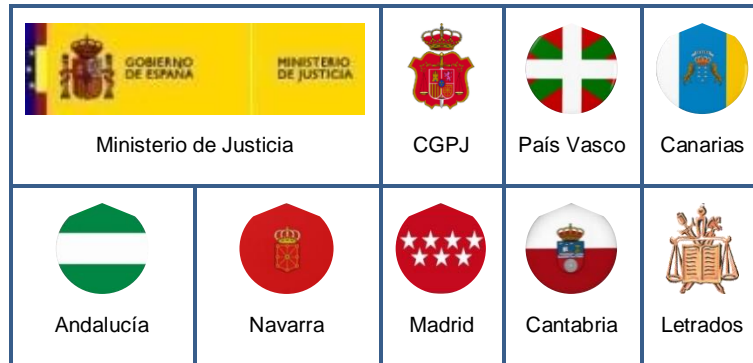 GOBIERNO
DE ESPAÑA
MINISTERIO
DE JUSTICIA
Ministerio de Justicia
CGPJ
País Vasco
Canarias
Andalucía
Navarra
Madrid
Cantabria
Letrados